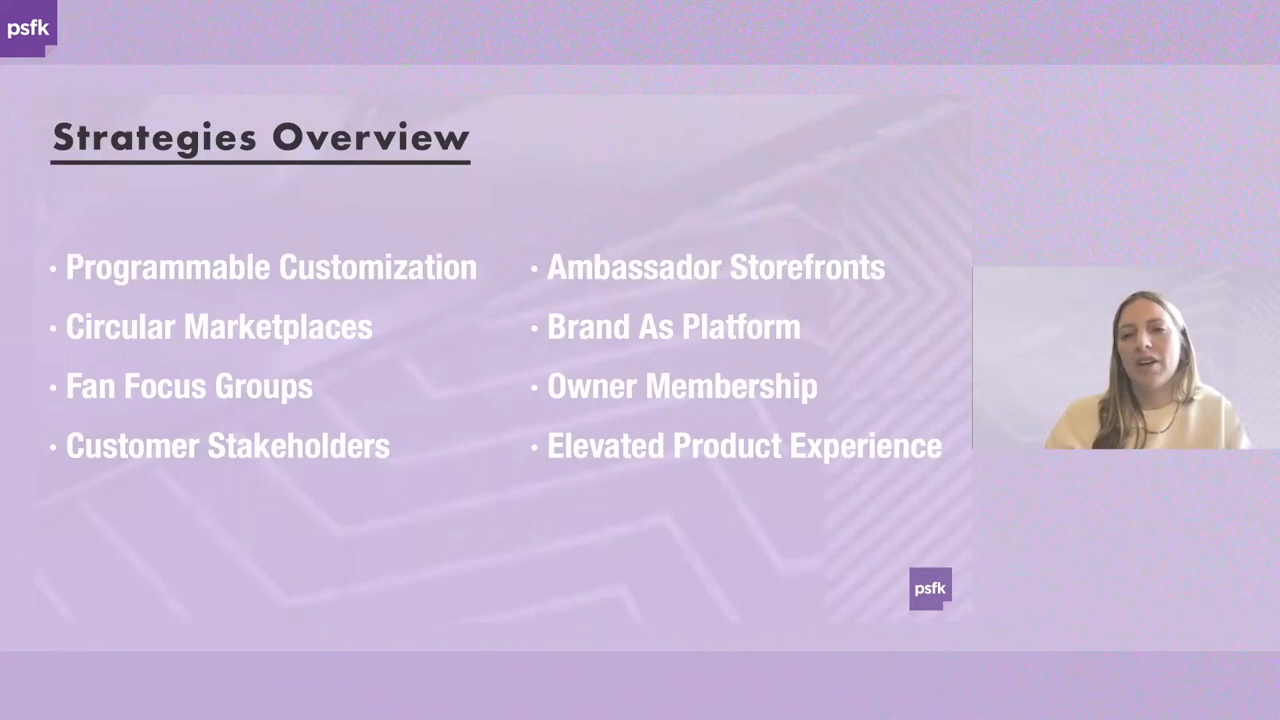 psfk
Strategies Overview
• Programmable Customization
• Circular Marketplaces
• Fan Focus Groups
• Customer Stakeholders
• Ambassador Storefronts
• Brand As Platform
• Owner Membership
• Elevated Product Experience
psfk